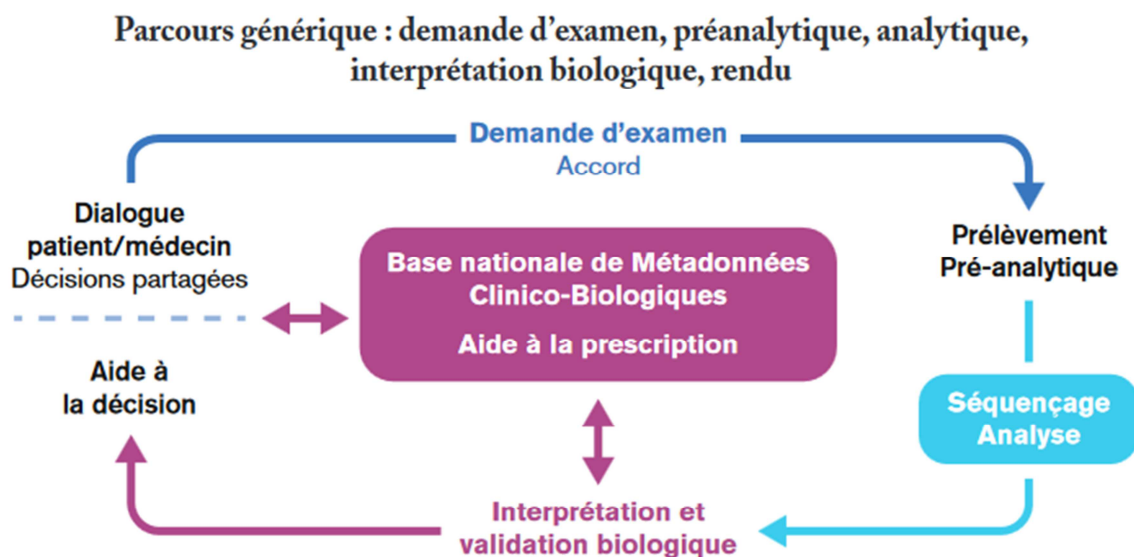 Parcours générique : demande d’examen, préanalytique, analytique,
interprétation biologique, rendu
Demande d’examen
Accord
Dialogue
patient/médecin
Décisions partagées
Base nationale de Métadonnées
Clinico-Biologiques
Aide à la prescription
Prélèvement
Pré-analytique
Aide à
la décision
Séquençage
Analyse
Interprétation et
validation biologique